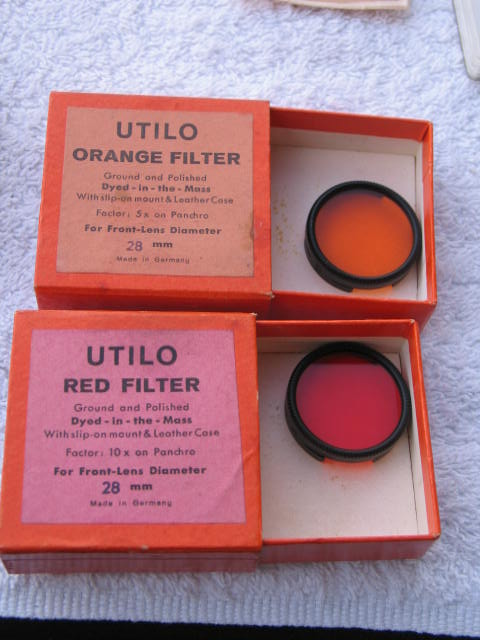 UTILO
ORANGE FILTER
Ground and Polished
Dyed-in-the-Mass
With slip-on mount & Leather Case
Factor: 5x on Panchro
For Front-Lens Diameter
28 mm
Made in Germany
UTILO
RED FILTER
Ground and Polished
Dyed-in-the-Mass
With slip-on mount & Leather Case
Factor: 10x on Panchro
For Front-Lens Diameter
28 mm
Made in Germany